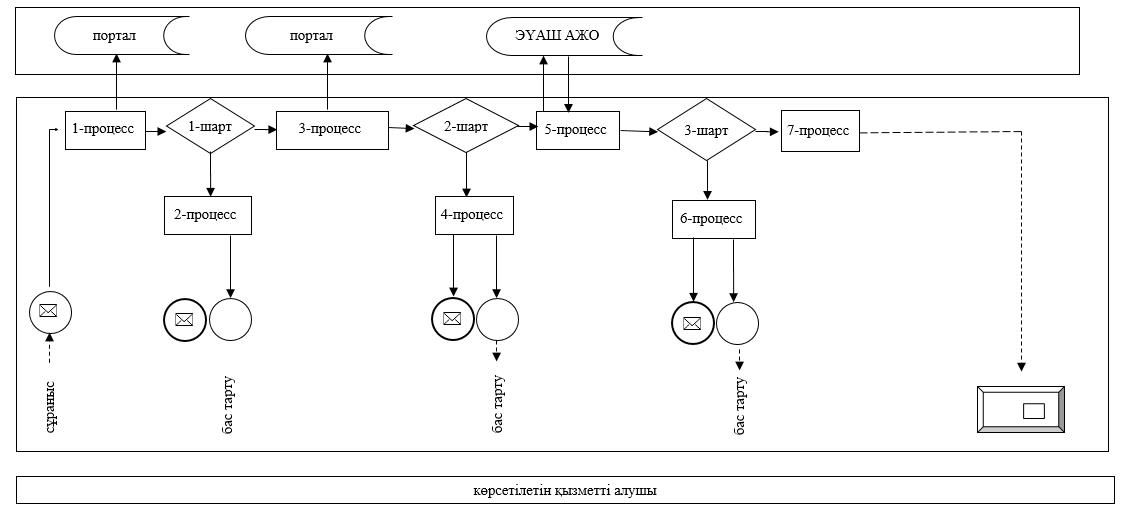 портал
портал
ЭҮАШ АЖО
1-процесс
1-шарт
3-процесс
2-шарт
5-процесс
3-шарт
7-процесс
2-процесс
4-процесс
6-процесс
сұраныс
бас тарту
бас тарту
бас тарту
көрсетілетін қызметті алушы